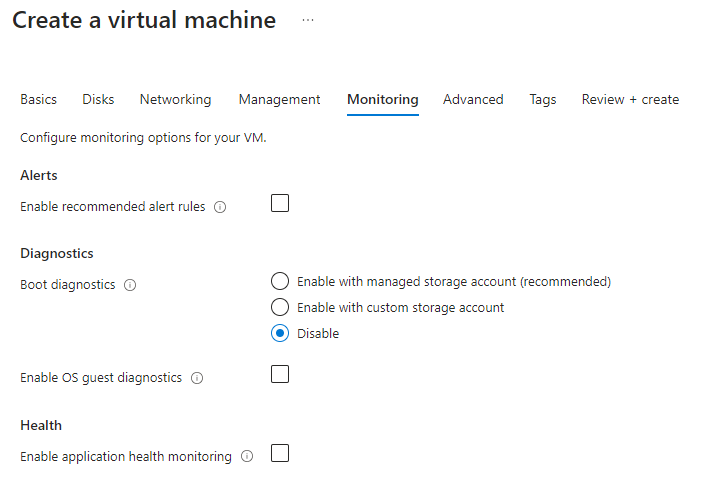 Create a virtual machine ...
Basics Disks Networking Management Monitoring Advanced Tags Review + create
Configure monitoring options for your VM.
Alerts
Enable recommended alert rules
Diagnostics
Boot diagnostics
Enable with managed storage account (recommended)
Enable with custom storage account
Disable
Enable OS guest diagnostics
Health
Enable application health monitoring